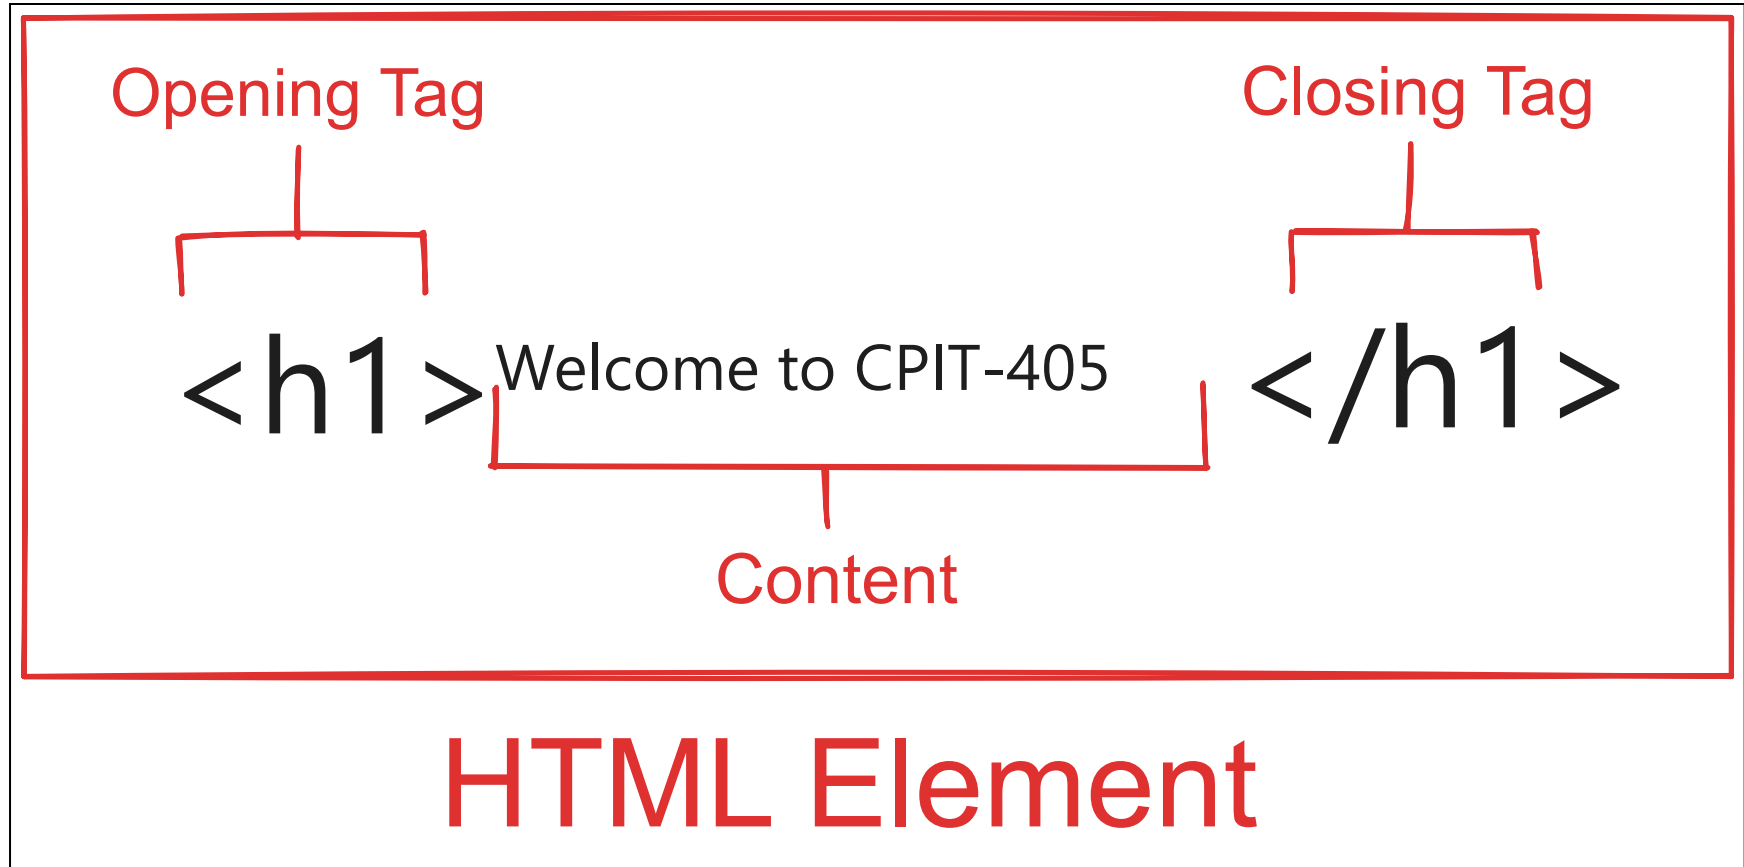 Opening Tag
Closing Tag
<h1>Welcome to CPIT-405 </h1>
Content
HTML Element